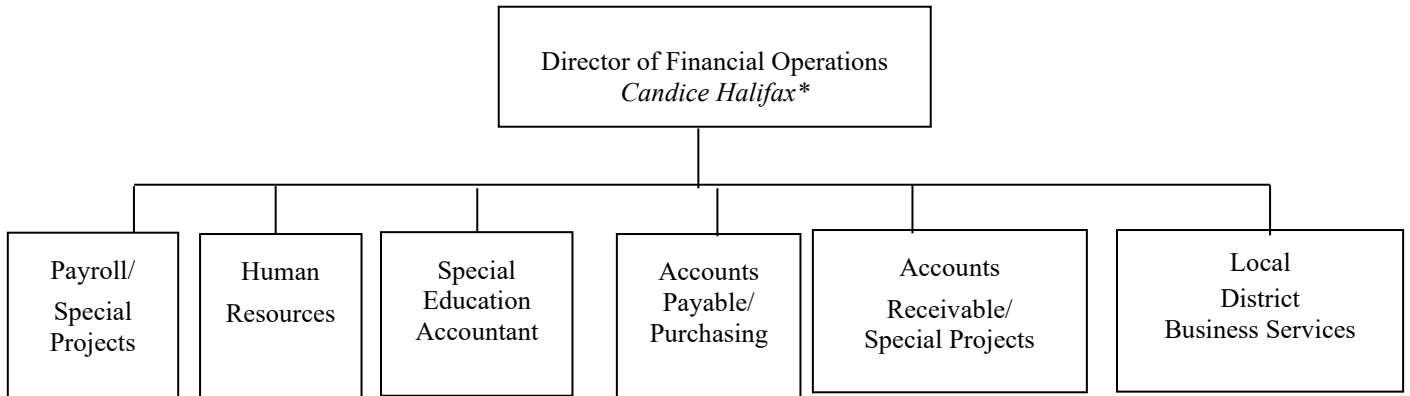 Director of Financial Operations
Candice Halifax*
Payroll/
Special
Projects
Human
Resources
Special
Education
Accountant
Accounts
Payable/
Purchasing
Accounts
Receivable/
Special Projects
Local
District
Business Services